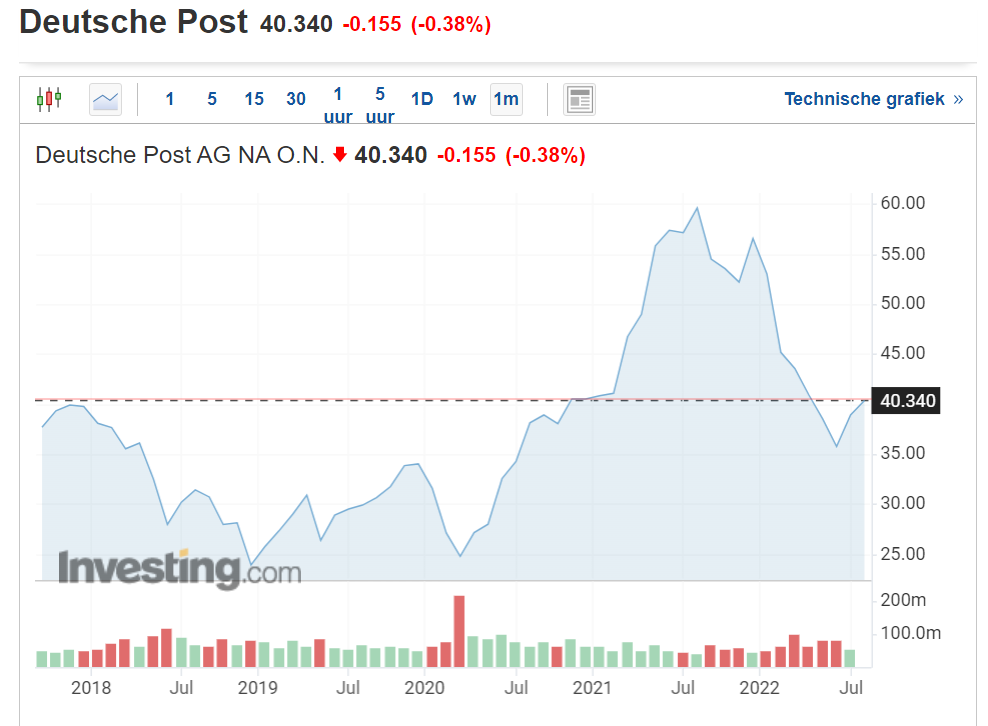 Deutsche Post 40.340 -0.155 (-0.38%)
1 5 15 30 1 uur 5 uur 1D 1w 1m Technische grafiek »
Deutsche Post AG NA O.N. 40.340 -0.155 (-0.38%)
60.00
55.00
50.00
45.00
40.340
35.00
30.00
25.00
Investing.com
200m
100.0m
2018 Jul 2019 Jul 2020 Jul 2021 Jul 2022 Jul